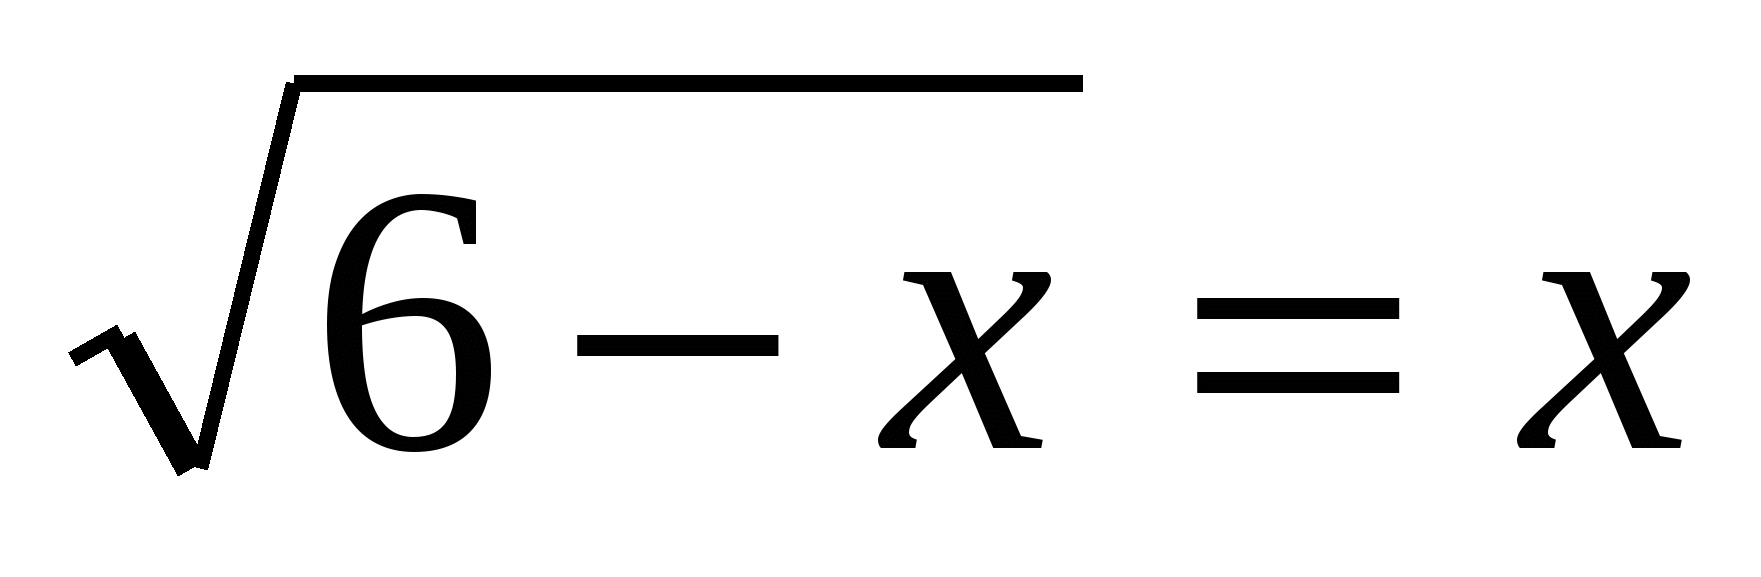 √6 − x = x